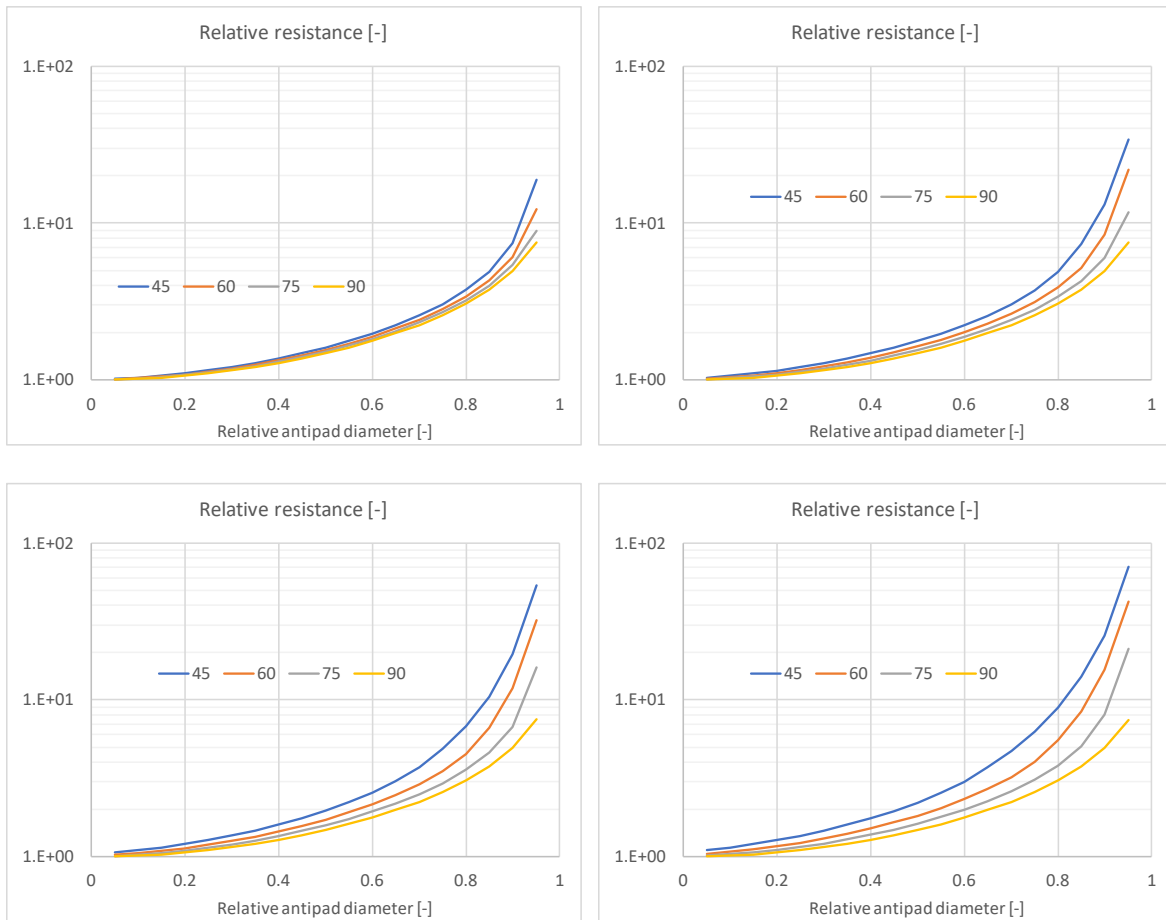 Relative resistance [-]
1.E+02
1.E+01
45 60 75 90
1.E+00
0 0.2 0.4 0.6 0.8 1
Relative antipad diameter [-]
Relative resistance [-]
1.E+02
45 60 75 90
1.E+01
1.E+00
0 0.2 0.4 0.6 0.8 1
Relative antipad diameter [-]
Relative resistance [-]
1.E+02
45 60 75 90
1.E+01
1.E+00
0 0.2 0.4 0.6 0.8 1
Relative antipad diameter [-]
Relative resistance [-]
1.E+02
45 60 75 90
1.E+01
1.E+00
0 0.2 0.4 0.6 0.8 1
Relative antipad diameter [-]